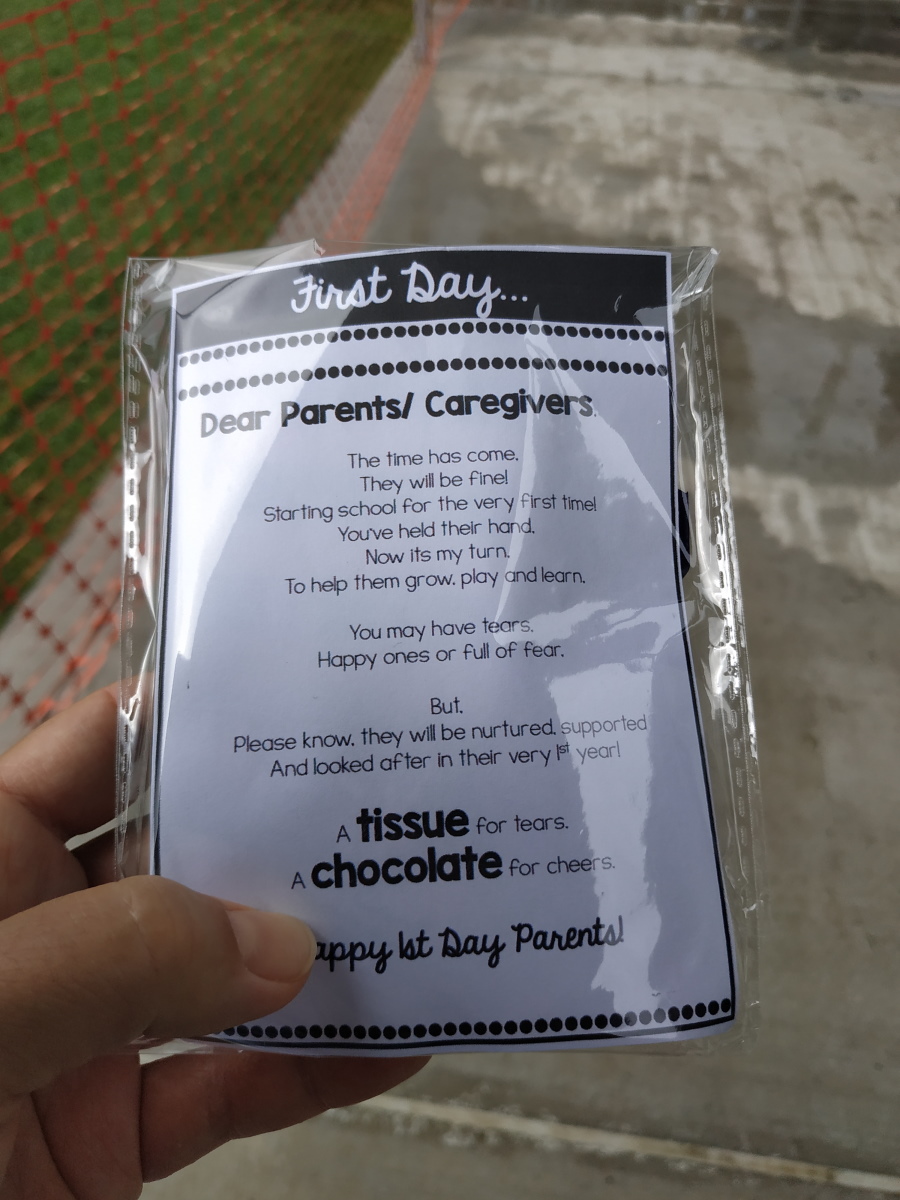 First Day...
Dear Parents/ Caregivers,
The time has come.
They will be fine!
Starting school for the very first time!
You've held their hand.
Now its my turn.
To help them grow, play and learn.
You may have tears.
Happy ones or full of fear.
But,
Please know, they will be nurtured, supported
And looked after in their very 1st year!
A tissue for tears.
A chocolate for cheers.
appy 1st Day Parents!